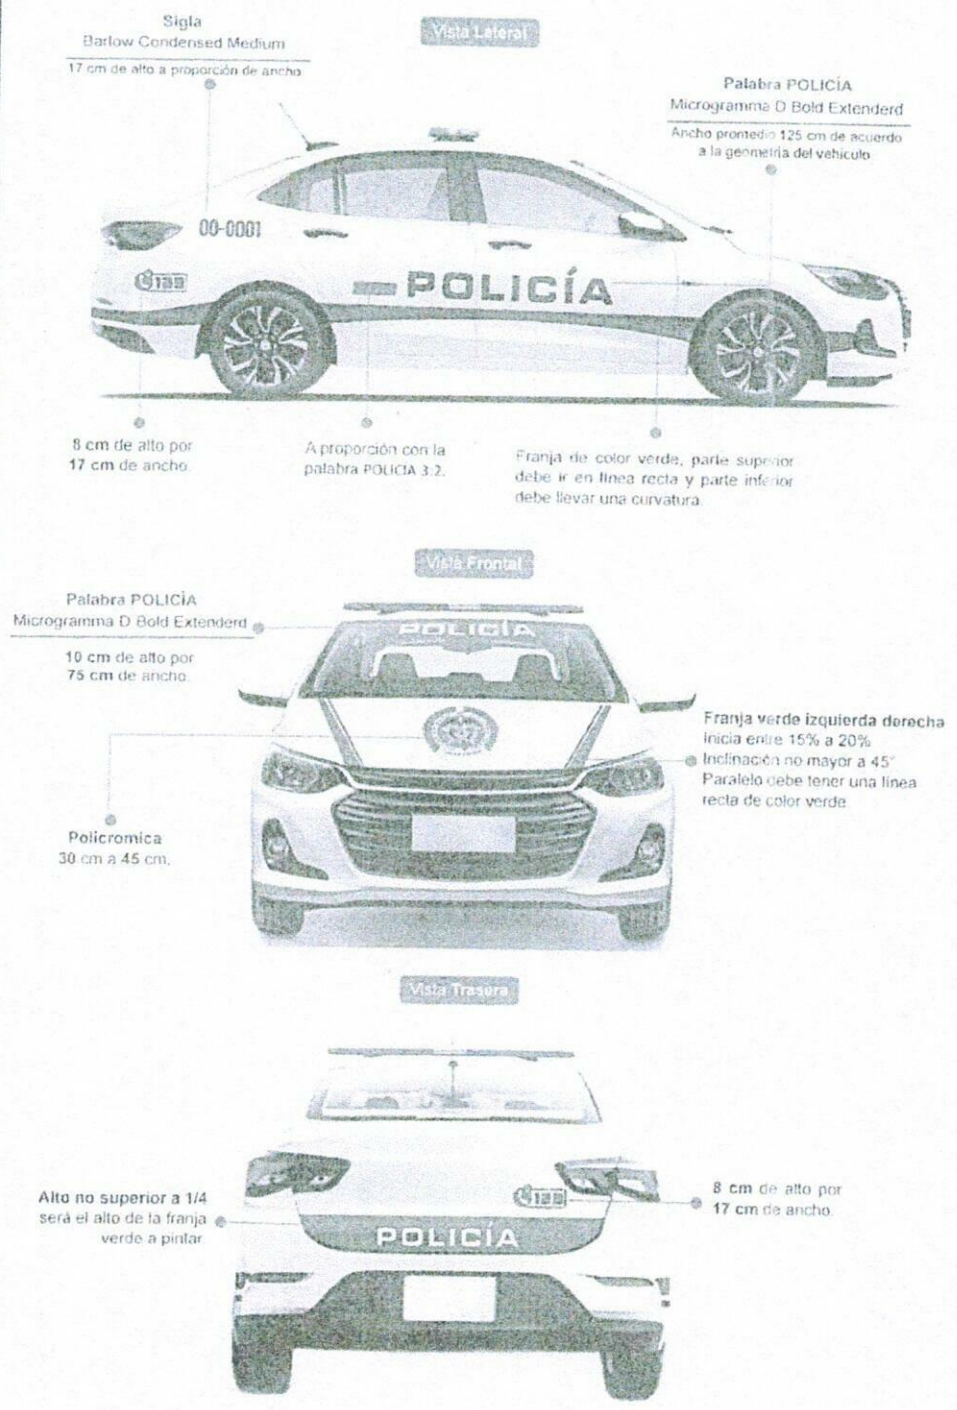 Vista Lateral
Sigla
Barlow Condensed Medium
17 cm de alto a proporción de ancho
Palabra POLICÍA
Microgramma D Bold Extenderd
Ancho promedio 125 cm de acuerdo
a la geometria del vehiculo
00-0001
123
POLICÍA
8 cm de alto por
17 cm de ancho.
A proporción con la
palabra POLICIA 3:2.
Franja de color verde, parte superior
debe ir en línea recta y parte inferior
debe llevar una curvatura.
Vista Frontal
Palabra POLICÍA
Microgramma D Bold Extenderd
10 cm de alto por
75 cm de ancho.
POLICÍA
Franja verde izquierda derecha
Inicia entre 15% a 20%
Inclinación no mayor a 45°
Paralelo debe tener una línea
recta de color verde
Policromica
30 cm a 45 cm.
Vista Trasera
Alto no superior a 1/4
será el alto de la franja
verde a pintar
123
POLICÍA
8 cm de alto por
17 cm de ancho.